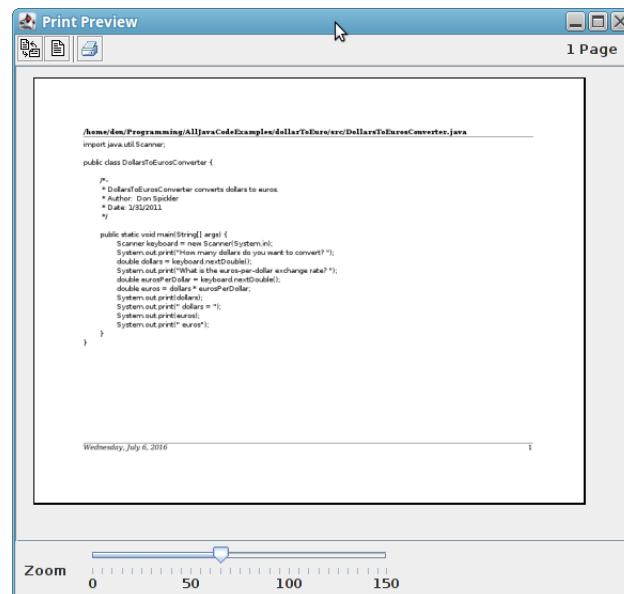 Print Preview
1 Page
/home/don/Programming/AllJavaCodeExamples/dollarToEuro/src/DollarsToEurosConverter.java
import java.util.Scanner;
public class DollarsToEurosConverter {
/*-
* DollarsToEurosConverter converts dollars to euros.
* Author: Don Spickler
* Date: 1/31/2011
*/
public static void main(String[] args) {
Scanner keyboard = new Scanner(System.in);
System.out.print("How many dollars do you want to convert? ");
double dollars = keyboard.nextDouble();
System.out.print("What is the euros-per-dollar exchange rate? ");
double eurosPerDollar = keyboard.nextDouble();
double euros = dollars * eurosPerDollar;
System.out.print(dollars);
System.out.print(" dollars = ");
System.out.print(euros);
System.out.print(" euros");
}
}
Wednesday, July 6, 2016 1
Zoom
0 50 100 150